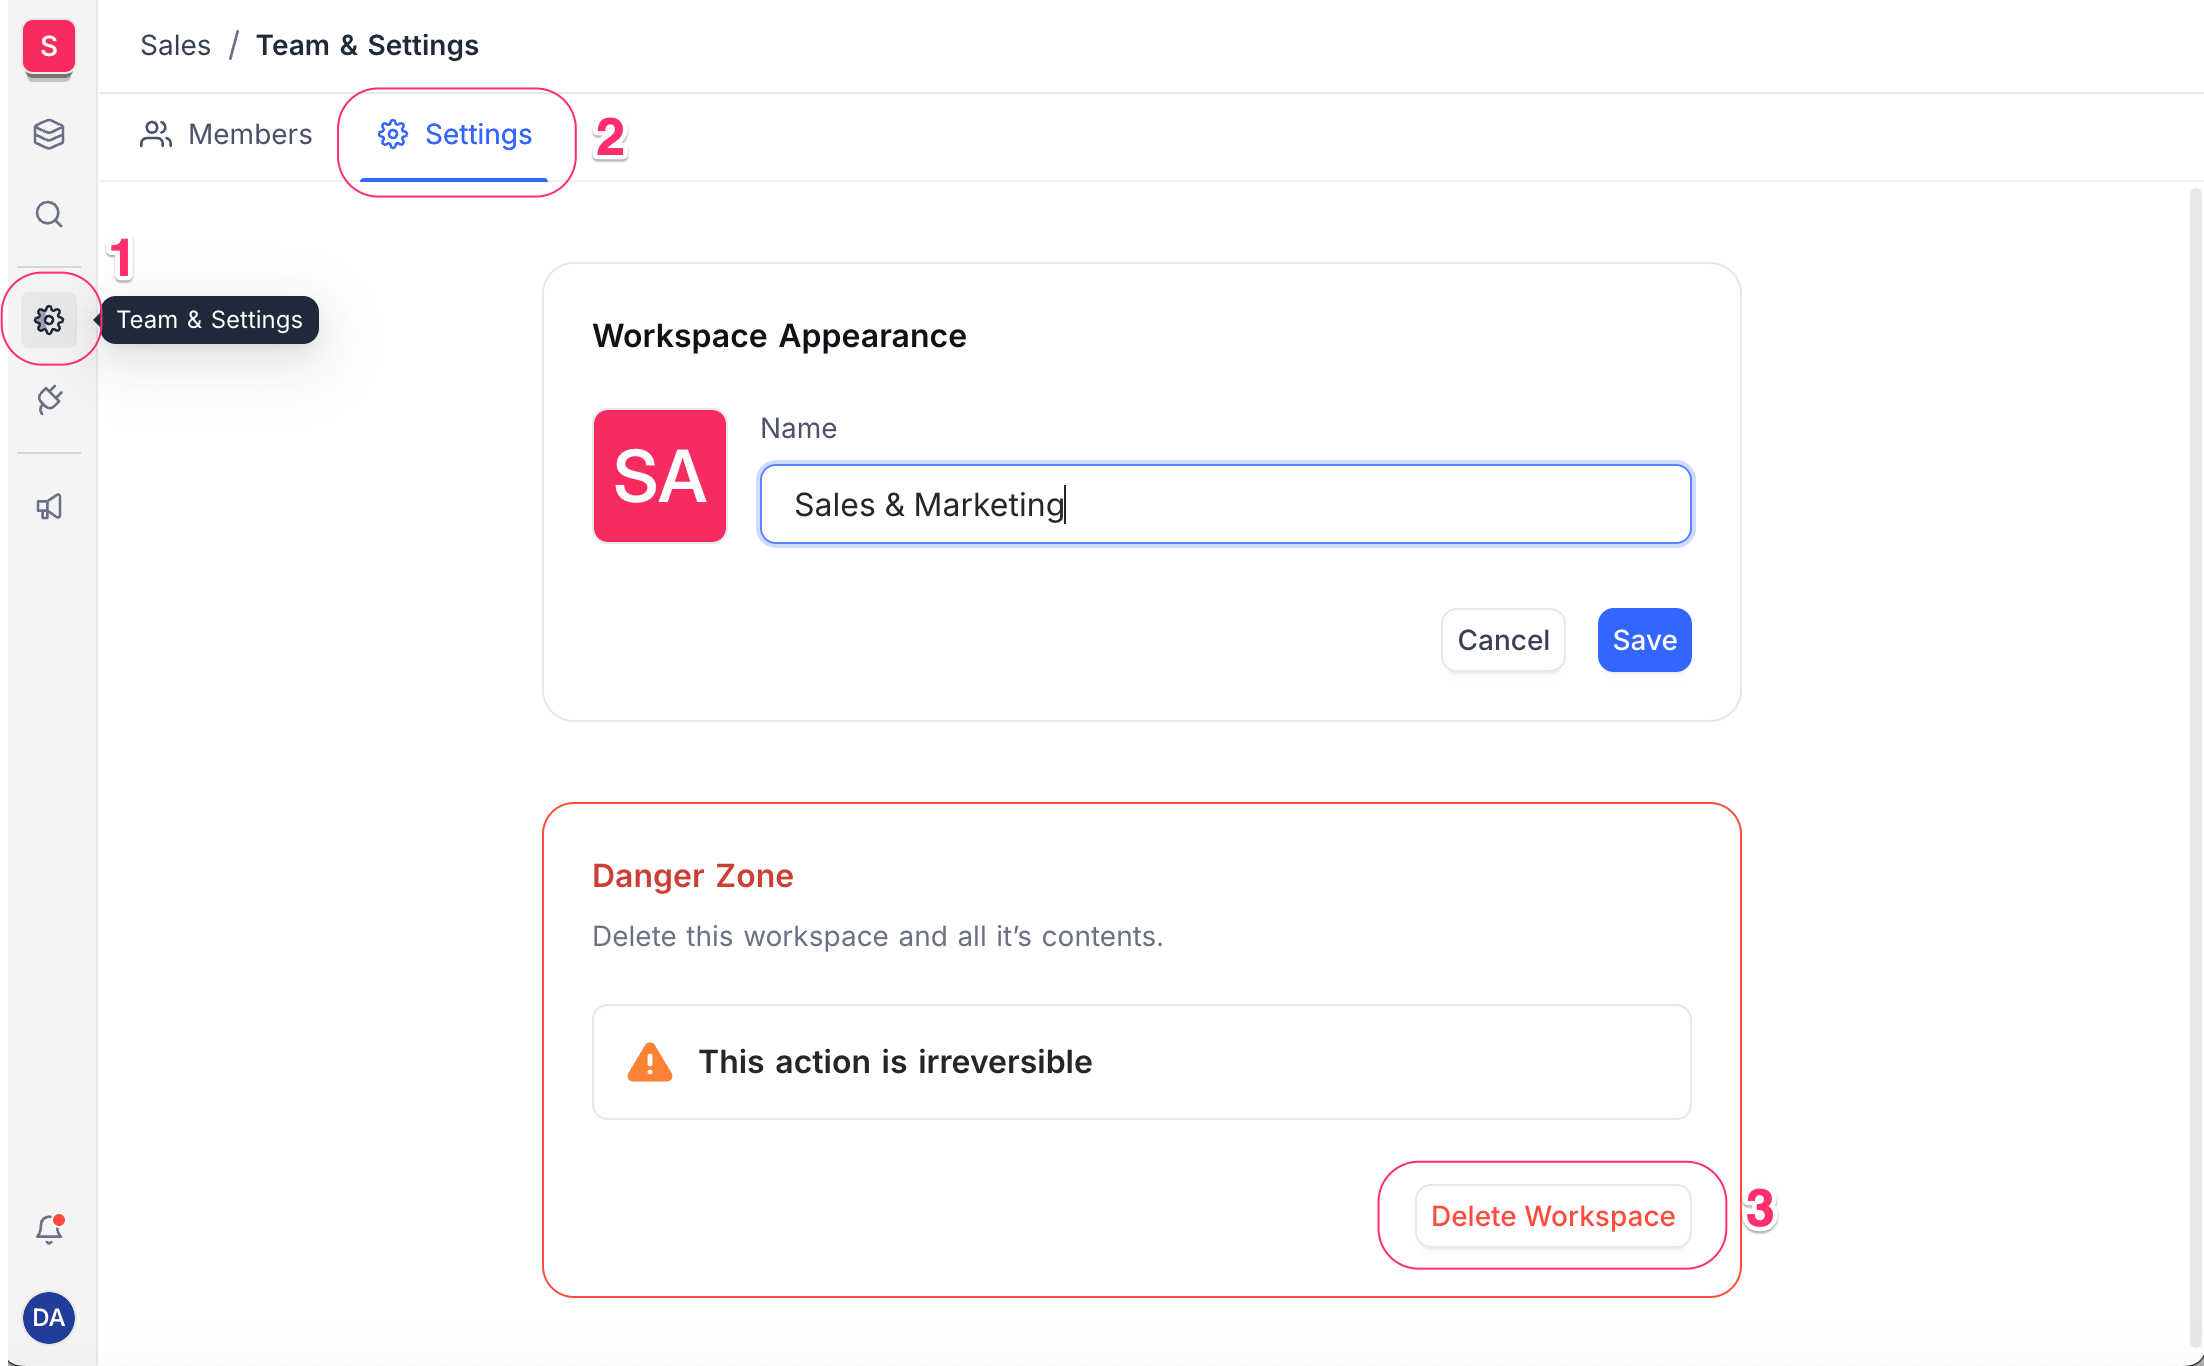 S
Sales / Team & Settings
Members
Settings
2
1
Team & Settings
Workspace Appearance
SA
Name
Sales & Marketing
Cancel
Save
Danger Zone
Delete this workspace and all it’s contents.
This action is irreversible
Delete Workspace
3
DA